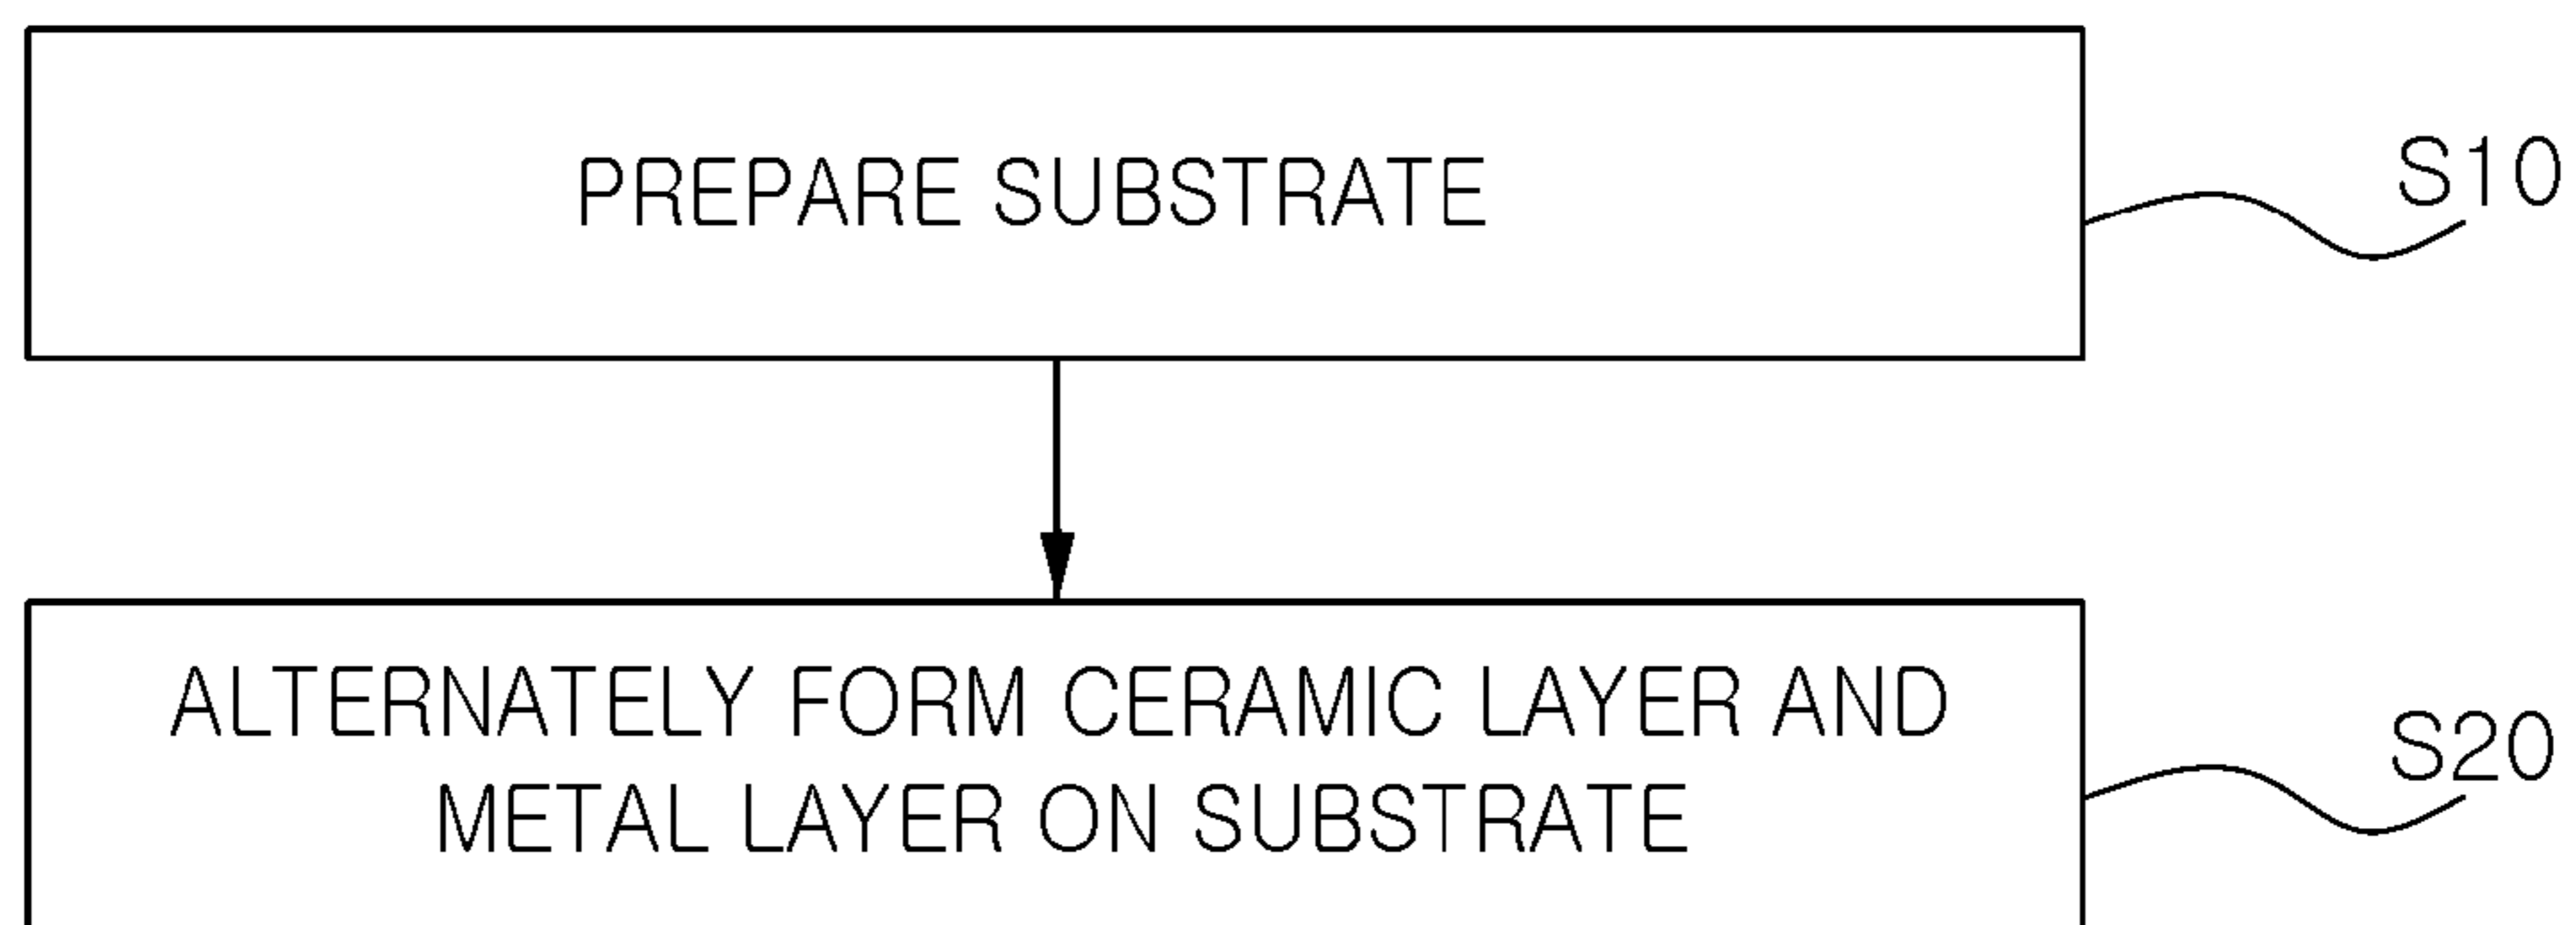 PREPARE SUBSTRATE
S10
ALTERNATELY FORM CERAMIC LAYER AND
METAL LAYER ON SUBSTRATE
S20